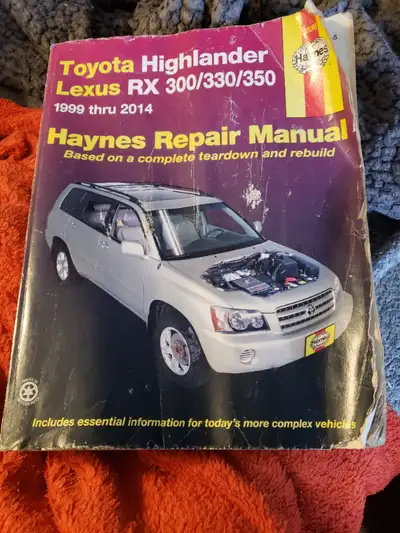 Toyota Highlander
Lexus RX 300/330/350
1999 thru 2014
Haynes
Haynes Repair Manual
Based on a complete teardown and rebuild
Haynes
Includes essential information for today's more complex vehicles